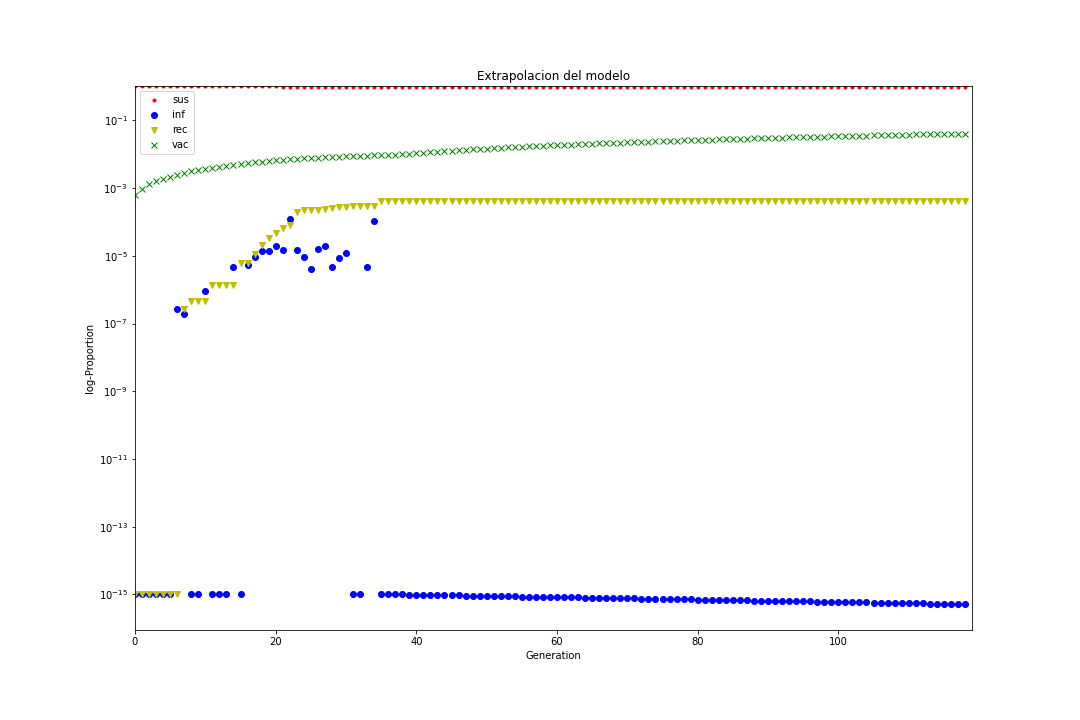 Extrapolacion del modelo
sus
inf
rec
vac
log-Proportion
10⁻¹
10⁻³
10⁻⁵
10⁻⁷
10⁻⁹
10⁻¹¹
10⁻¹³
10⁻¹⁵
0 20 40 60 80 100
Generation